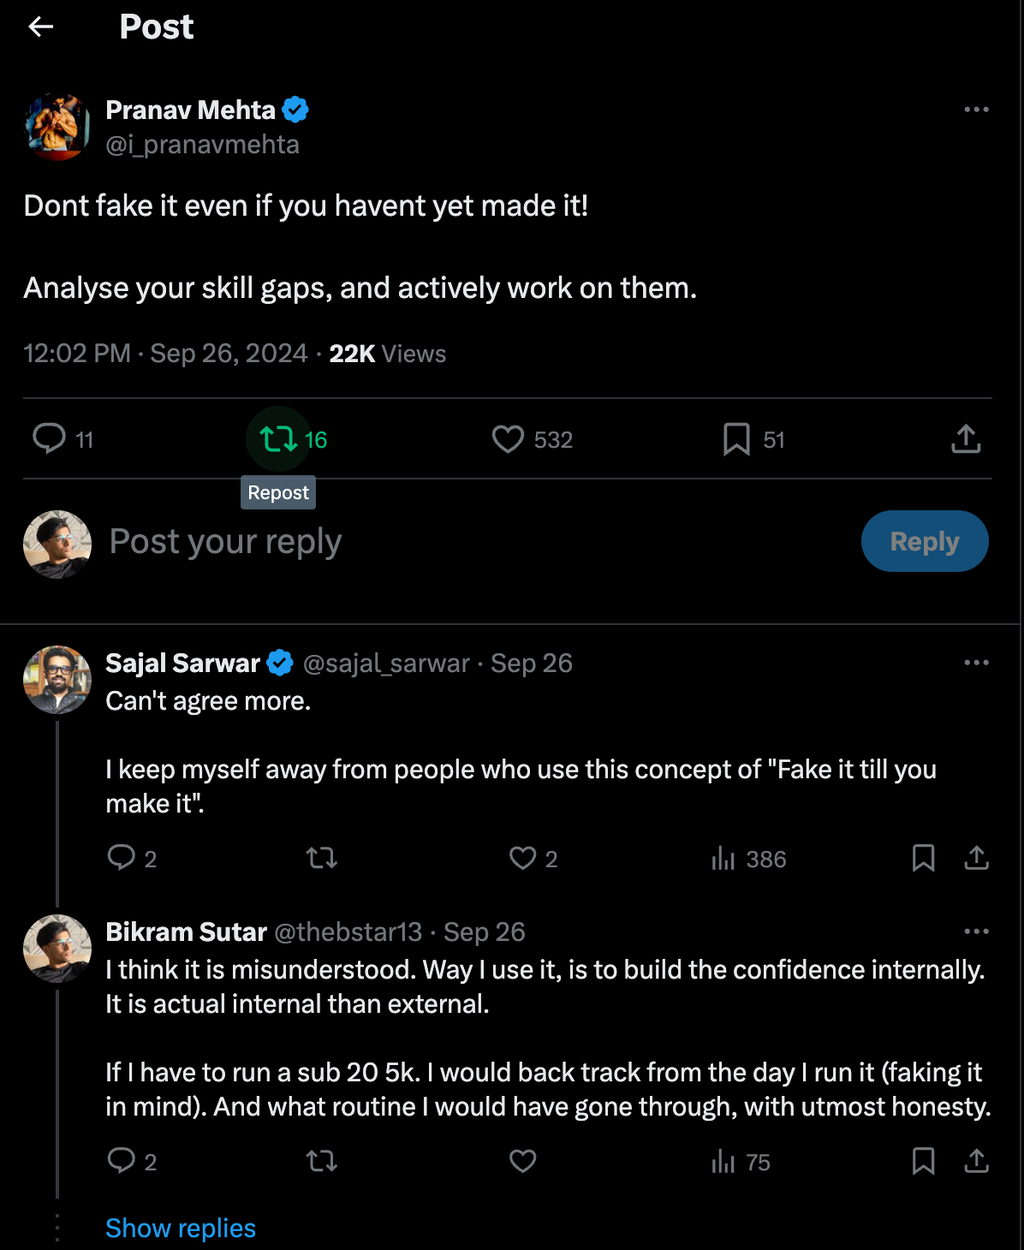 Post
Pranav Mehta
@i_pranavmehta
Dont fake it even if you havent yet made it!
Analyse your skill gaps, and actively work on them.
12:02 PM · Sep 26, 2024 · 22K Views
11 16 532 51
Repost
Post your reply
Reply
Sajal Sarwar @sajal_sarwar · Sep 26
Can't agree more.
I keep myself away from people who use this concept of "Fake it till you
make it".
2 2 386
Bikram Sutar @thebstar13 · Sep 26
I think it is misunderstood. Way I use it, is to build the confidence internally.
It is actual internal than external.
If I have to run a sub 20 5k. I would back track from the day I run it (faking it
in mind). And what routine I would have gone through, with utmost honesty.
2 75
Show replies